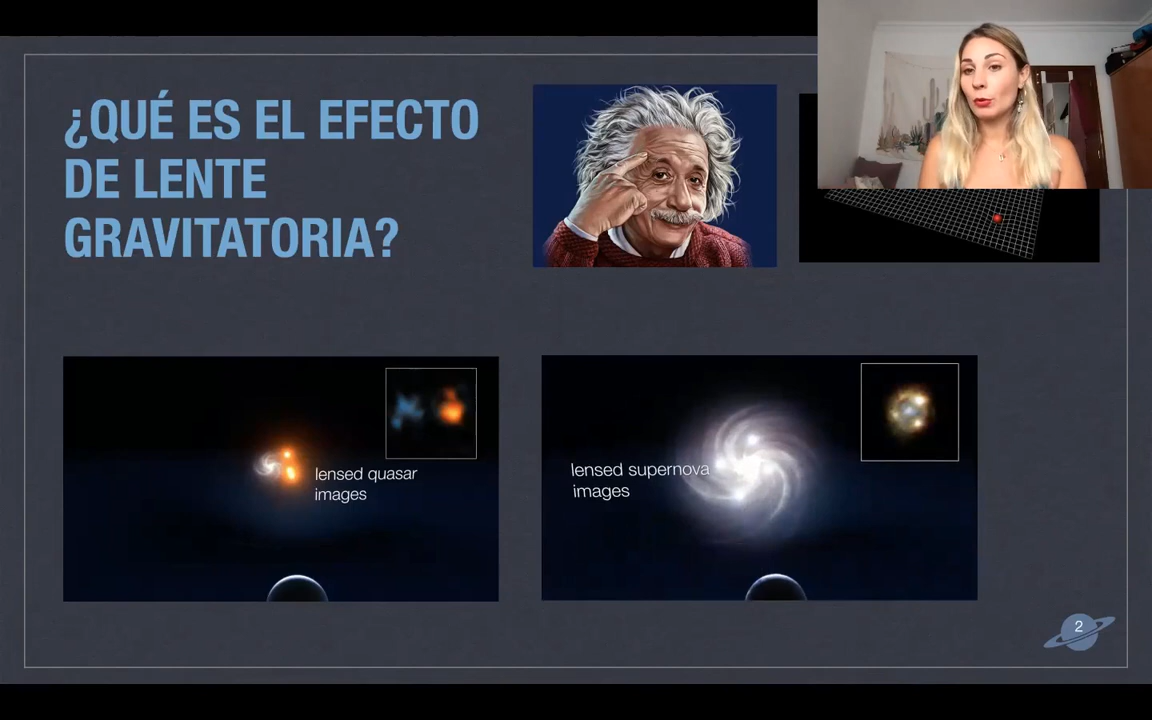 ¿QUÉ ES EL EFECTO
DE LENTE
GRAVITATORIA?
lensed quasar
images
lensed supernova
images
2